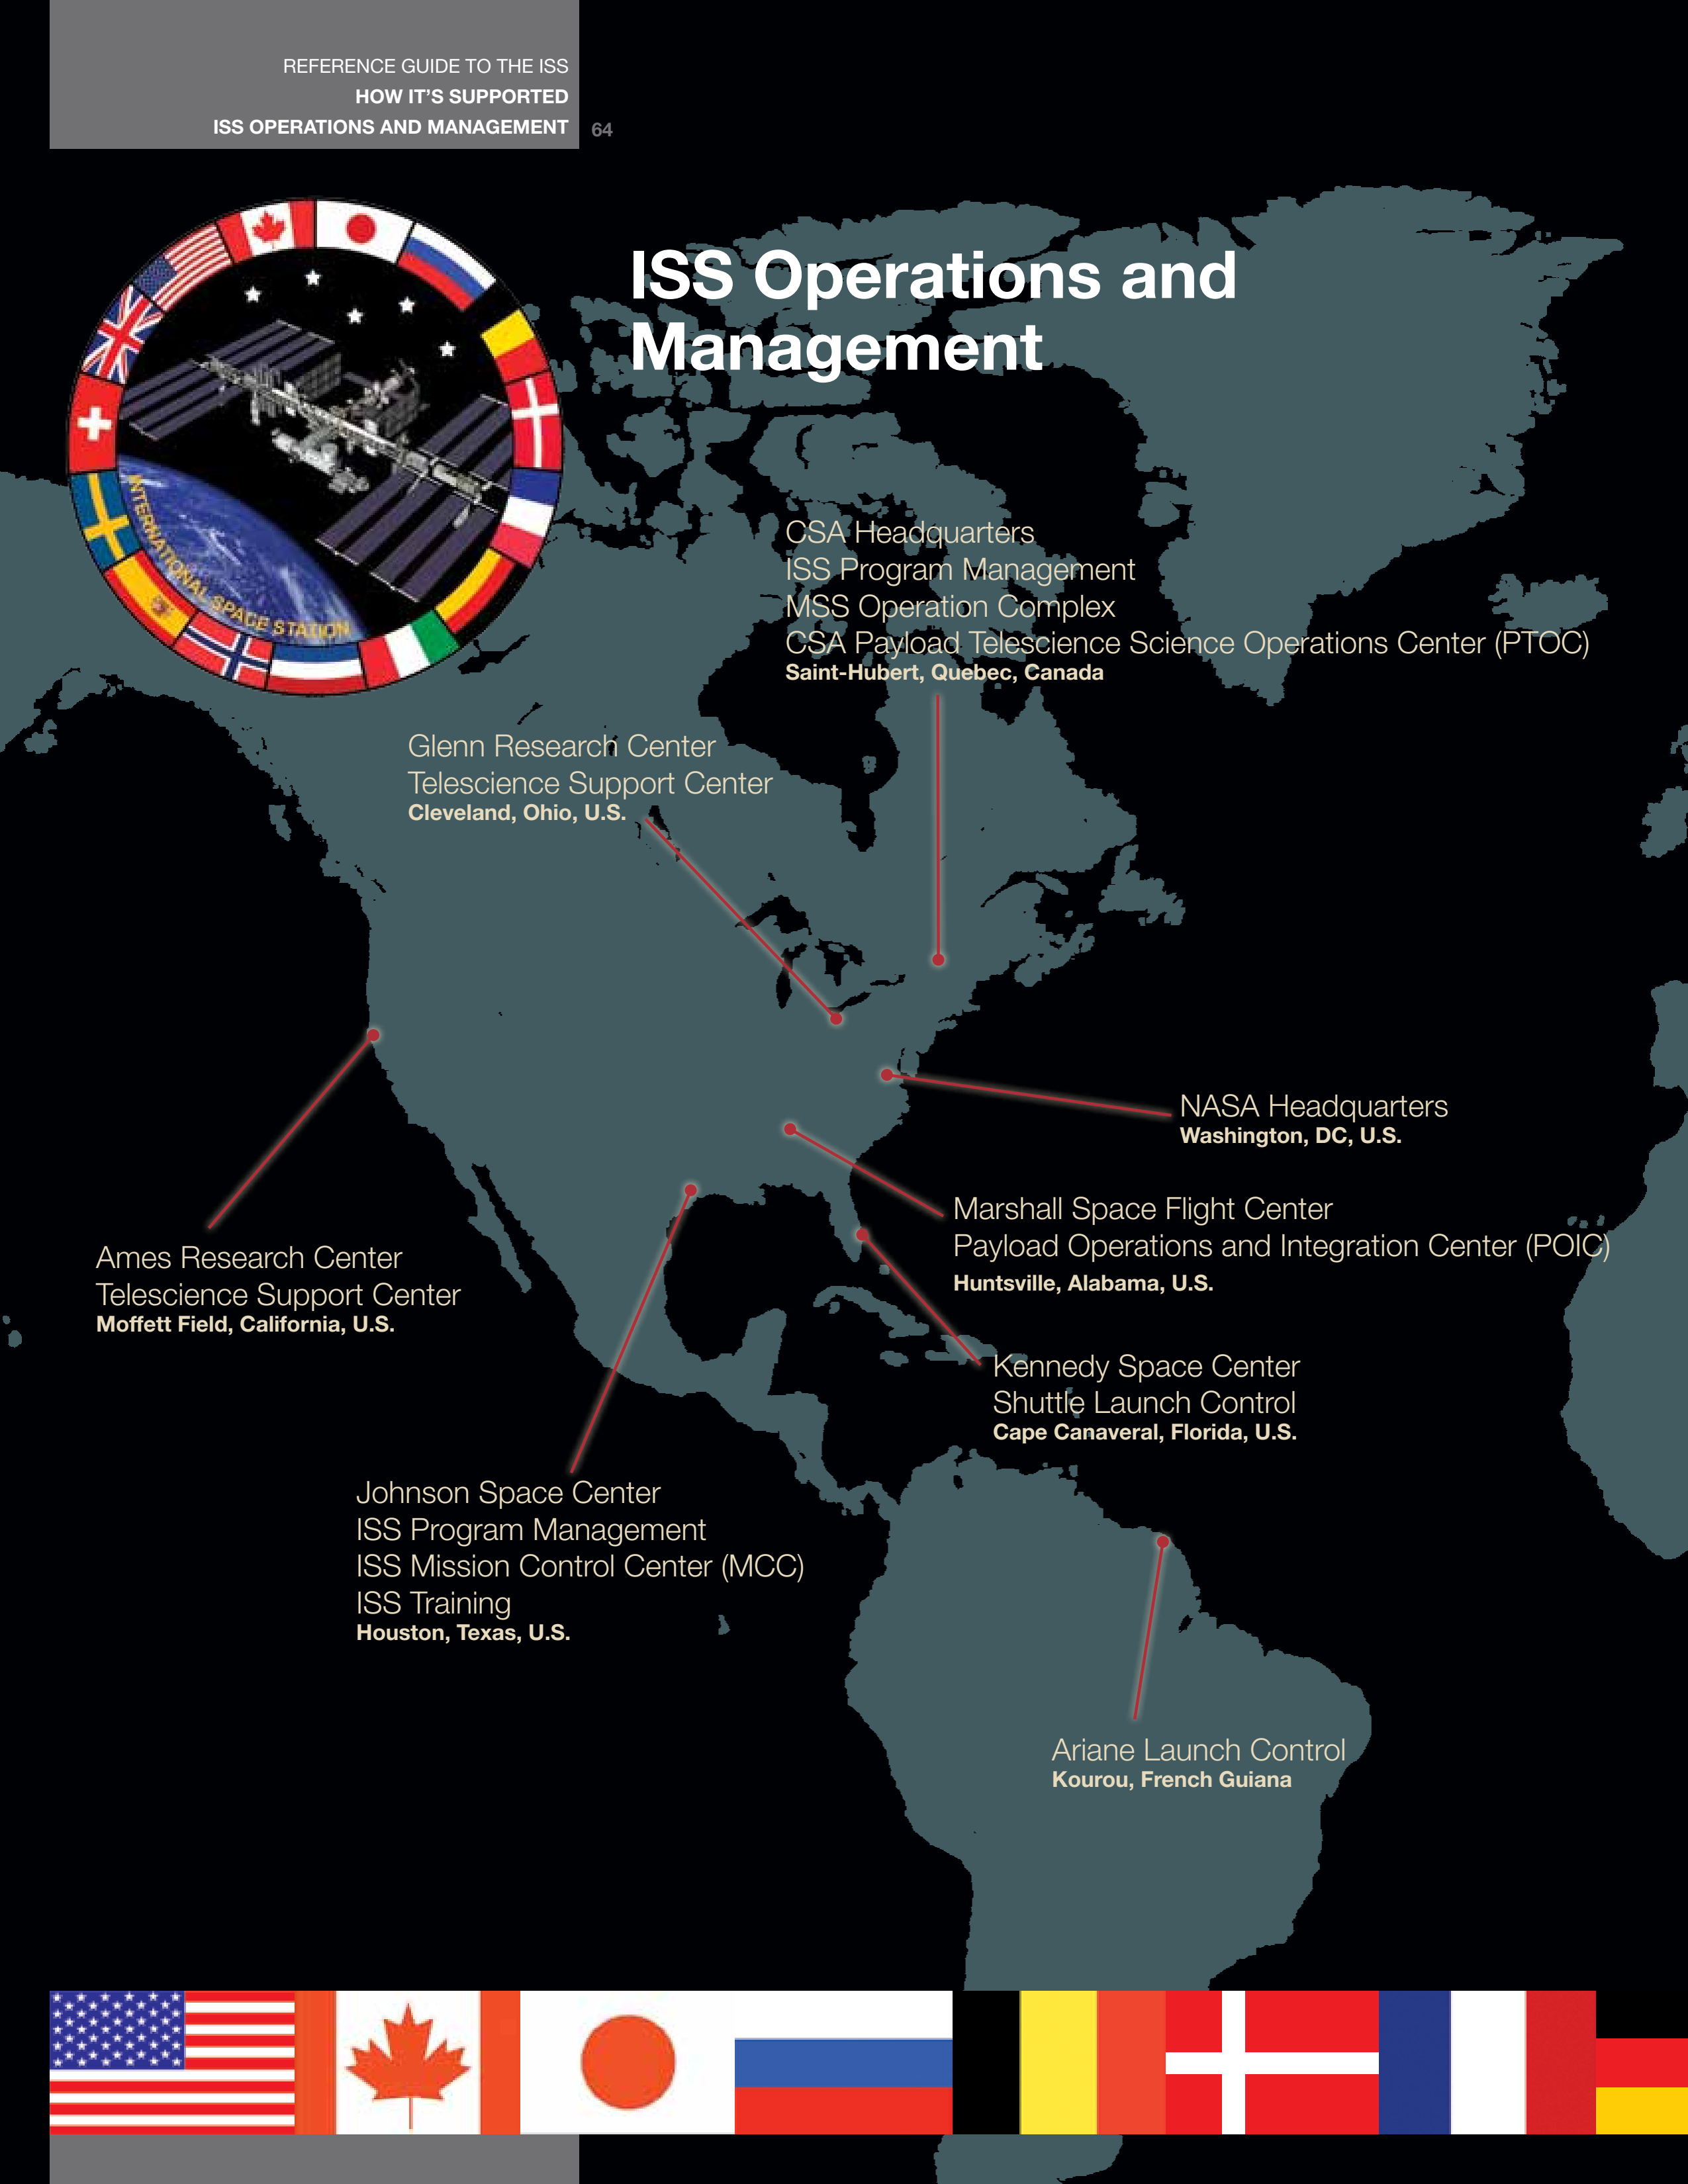 REFERENCE GUIDE TO THE ISS
HOW IT’S SUPPORTED
ISS OPERATIONS AND MANAGEMENT
64
INTERNATIONAL SPACE STATION
ISS Operations and
Management
CSA Headquarters
ISS Program Management
MSS Operation Complex
CSA Payload Telescience Science Operations Center (PTOC)
Saint-Hubert, Quebec, Canada
Glenn Research Center
Telescience Support Center
Cleveland, Ohio, U.S.
NASA Headquarters
Washington, DC, U.S.
Marshall Space Flight Center
Payload Operations and Integration Center (POIC)
Huntsville, Alabama, U.S.
Ames Research Center
Telescience Support Center
Moffett Field, California, U.S.
Kennedy Space Center
Shuttle Launch Control
Cape Canaveral, Florida, U.S.
Johnson Space Center
ISS Program Management
ISS Mission Control Center (MCC)
ISS Training
Houston, Texas, U.S.
Ariane Launch Control
Kourou, French Guiana